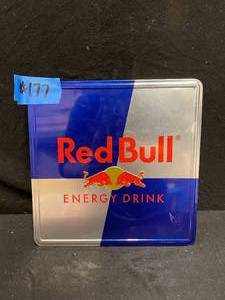 #177
Red Bull®
ENERGY DRINK